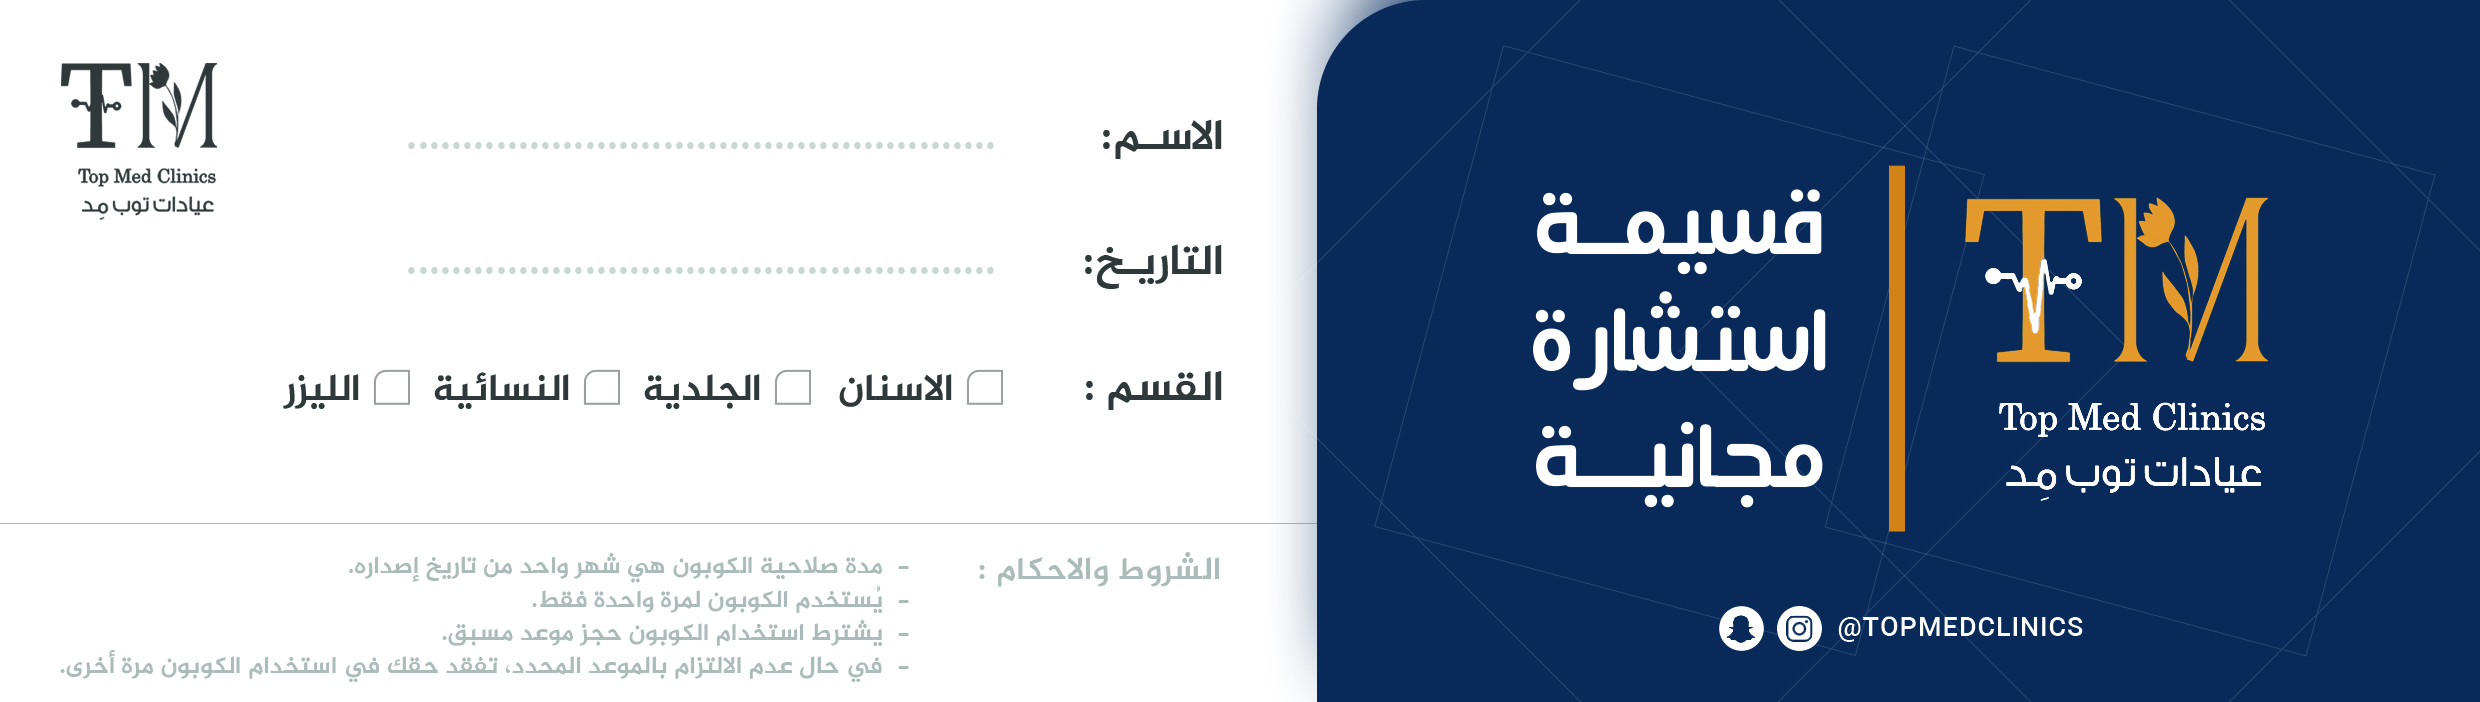 TM
Top Med Clinics
عيادات توب مِد
قسيمة
استشارة
مجانية
@TOPMEDCLINICS
TM
Top Med Clinics
عيادات توب مِد
الاسم:
التاريخ:
القسم : الاسنان الجلدية النسائية الليزر
الشروط والاحكام :
- مدة صلاحية الكوبون هي شهر واحد من تاريخ إصداره.
- يُستخدم الكوبون لمرة واحدة فقط.
- يشترط استخدام الكوبون حجز موعد مسبق.
- في حال عدم الالتزام بالموعد المحدد، تفقد حقك في استخدام الكوبون مرة أخرى.